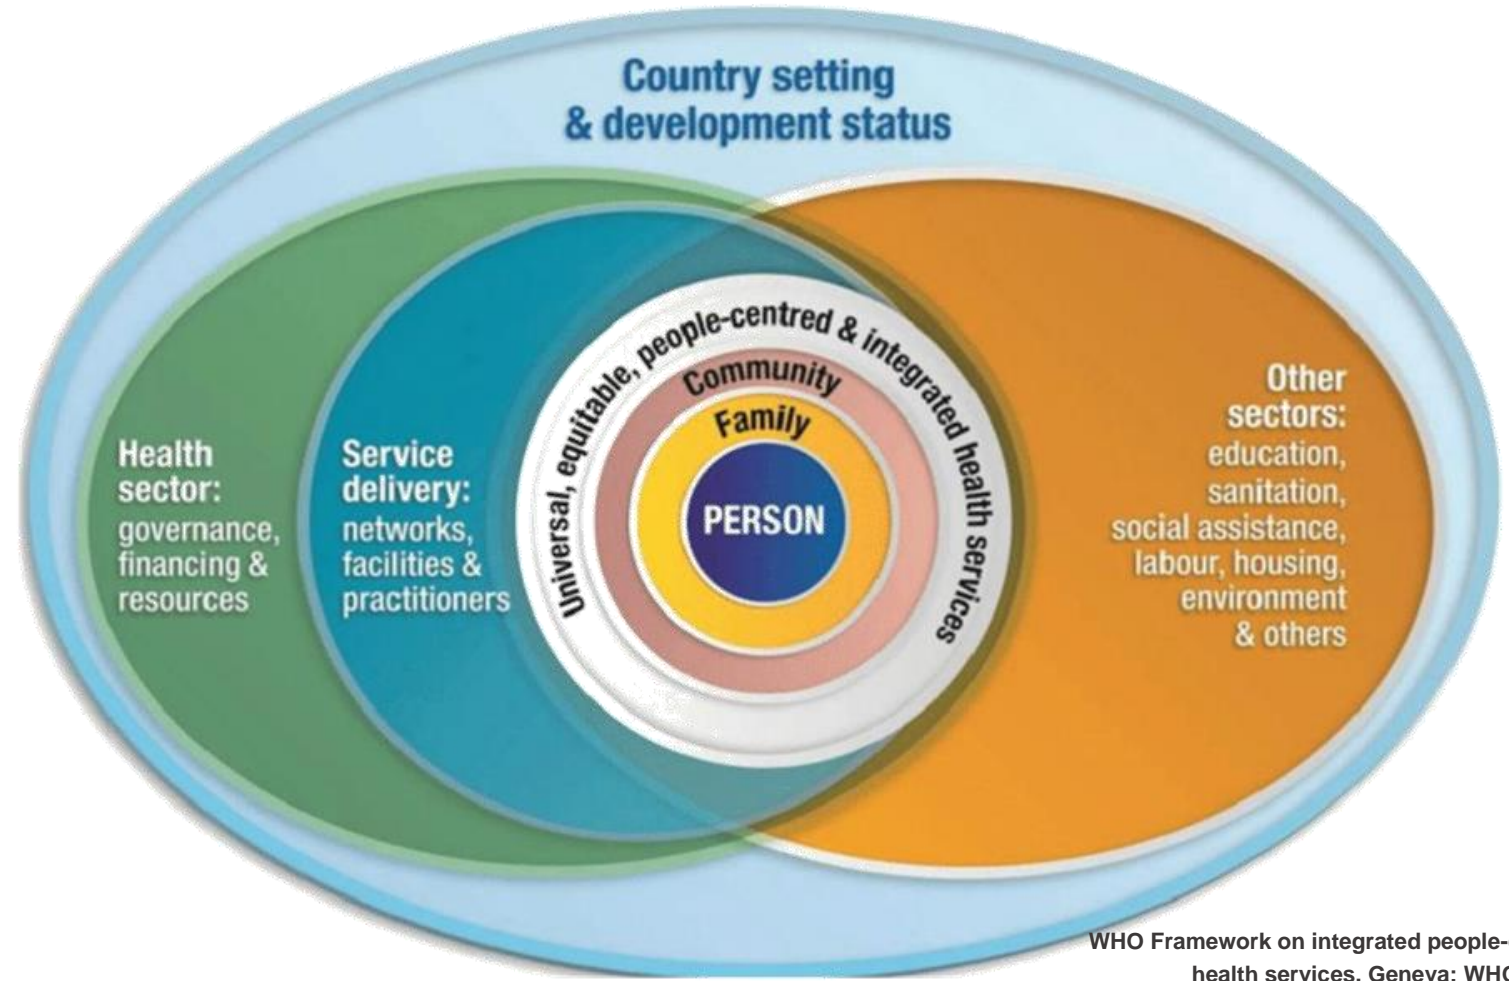 Country setting
& development status
Health
sector:
governance,
financing &
resources
Service
delivery:
networks,
facilities &
practitioners
Universal, equitable, people-centred & integrated health services
Community
Family
PERSON
Other
sectors:
education,
sanitation,
social assistance,
labour, housing,
environment
& others
WHO Framework on integrated people-
health services. Geneva: WHO